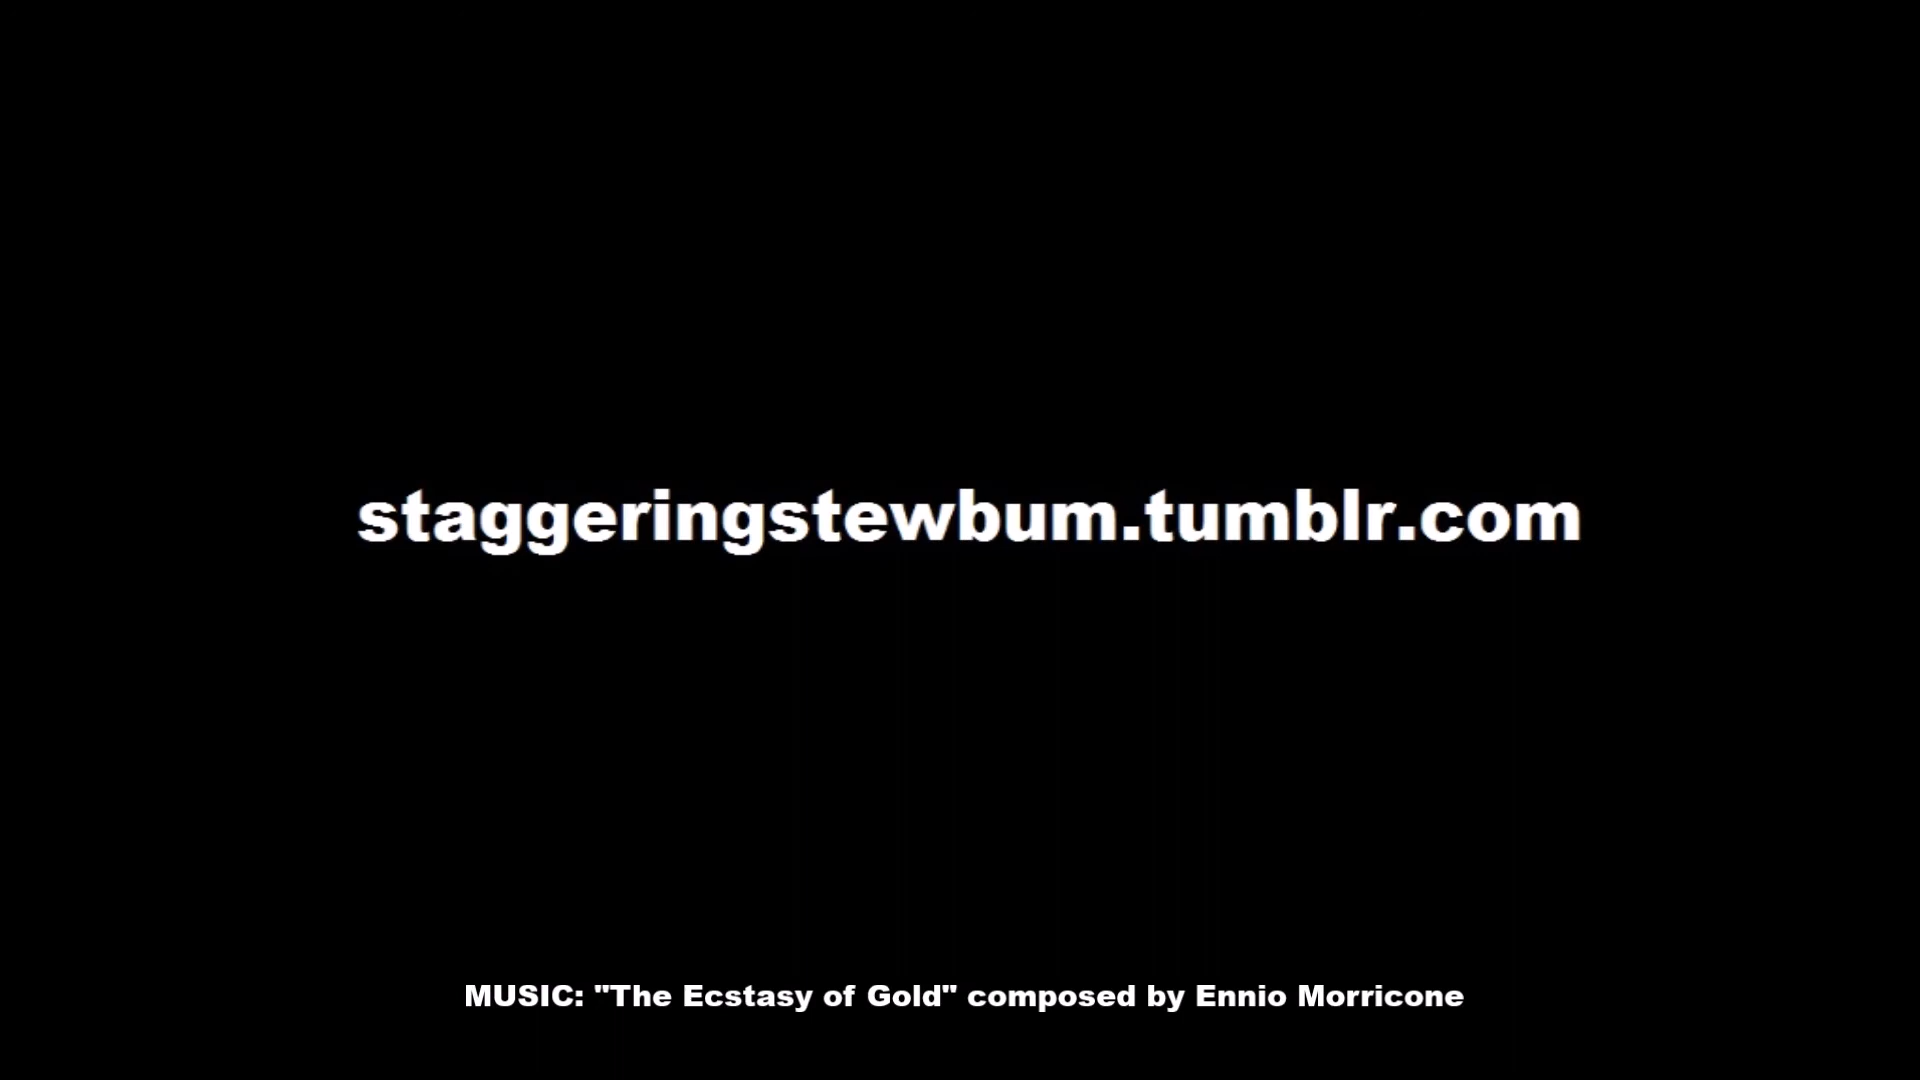 staggeringstewbum.tumblr.com
MUSIC: "The Ecstasy of Gold" composed by Ennio Morricone